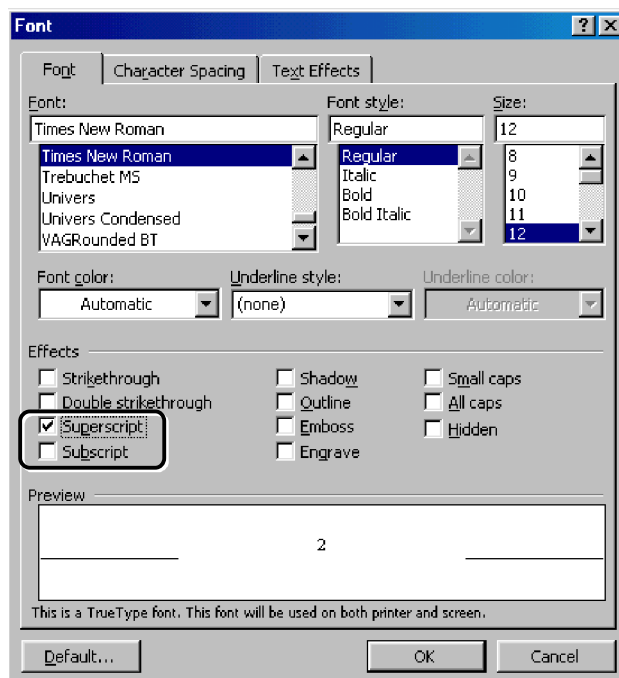 Font
Font Character Spacing Text Effects
Font: Font style: Size:
Times New Roman Regular 12
Times New Roman Regular 8
Trebuchet MS Italic 9
Univers Bold 10
Univers Condensed Bold Italic 11
VAGRounded BT 12
Font color: Underline style: Underline color:
Automatic (none) Automatic
Effects
Strikethrough Shadow Small caps
Double strikethrough Outline All caps
Superscript Emboss Hidden
Subscript Engrave
Preview
2
This is a TrueType font. This font will be used on both printer and screen.
Default... OK Cancel